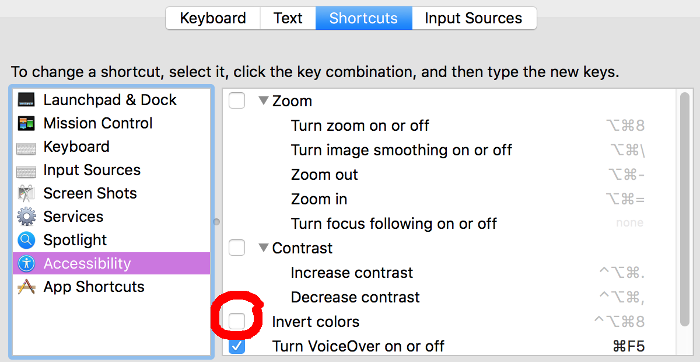 Keyboard Text Shortcuts Input Sources
To change a shortcut, select it, click the key combination, and then type the new keys.
Launchpad & Dock
Mission Control
Keyboard
Input Sources
Screen Shots
Services
Spotlight
Accessibility
App Shortcuts
Zoom
Turn zoom on or off ⌥⌘8
Turn image smoothing on or off ⌥⌘\
Zoom out ⌥⌘-
Zoom in ⌥⌘=
Turn focus following on or off none
Contrast
Increase contrast ^⌥⌘.
Decrease contrast ^⌥⌘,
Invert colors ^⌥⌘8
Turn VoiceOver on or off ⌘F5